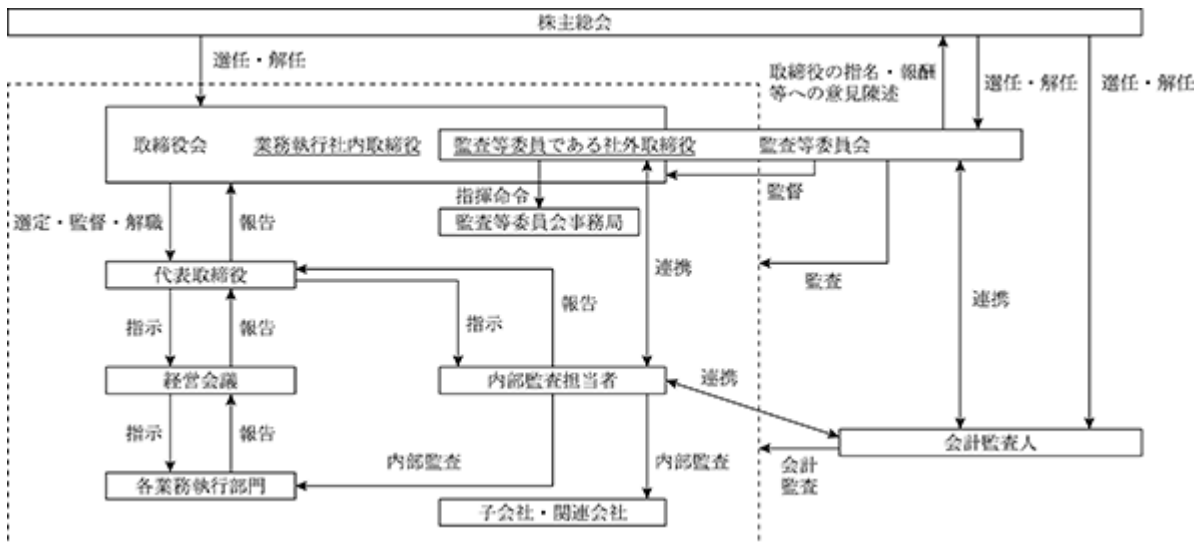 株主総会
選任・解任
取締役の指名・報酬
等への意見陳述
選任・解任
選任・解任
取締役会
業務執行社内取締役
監査等委員である社外取締役
監査等委員会
指揮命令
監督
選定・監督・解職
報告
監査等委員会事務局
代表取締役
連携
監査
報告
連携
指示
報告
指示
経営会議
内部監査担当者
連携
指示
報告
会計監査人
内部監査
内部監査
会計
監査
各業務執行部門
子会社・関連会社